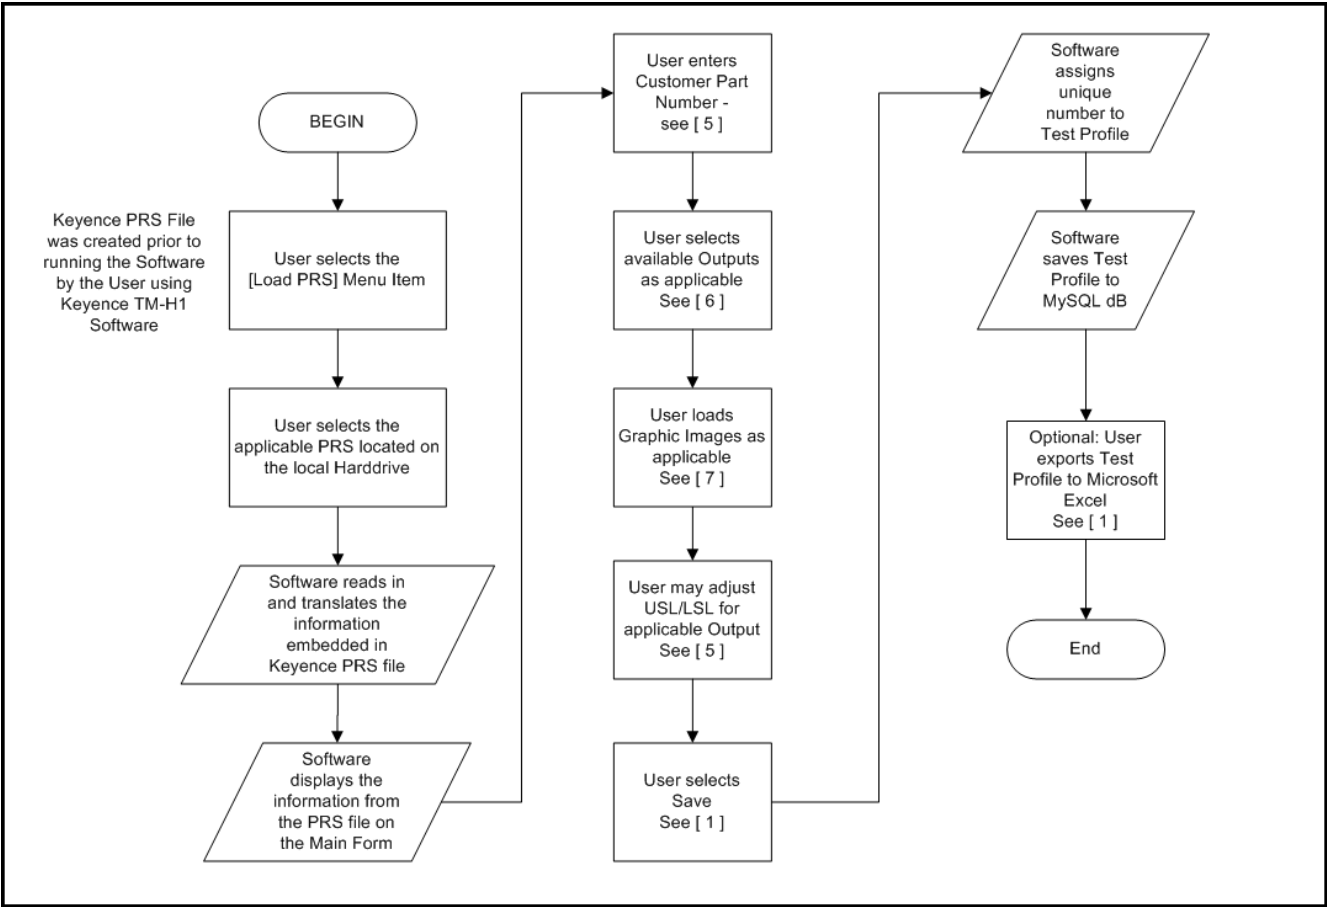 BEGIN
Keyence PRS File
was created prior to
running the Software
by the User using
Keyence TM-H1
Software
User selects the
[Load PRS] Menu Item
User selects the
applicable PRS located on
the local Harddrive
Software reads in
and translates the
information
embedded in
Keyence PRS file
Software
displays the
information from
the PRS file on
the Main Form
User enters
Customer Part
Number -
see [ 5 ]
User selects
available Outputs
as applicable
See [ 6 ]
User loads
Graphic Images as
applicable
See [ 7 ]
User may adjust
USL/LSL for
applicable Output
See [ 5 ]
User selects
Save
See [ 1 ]
Software
assigns
unique
number to
Test Profile
Software
saves Test
Profile to
MySQL dB
Optional: User
exports Test
Profile to Microsoft
Excel
See [ 1 ]
End